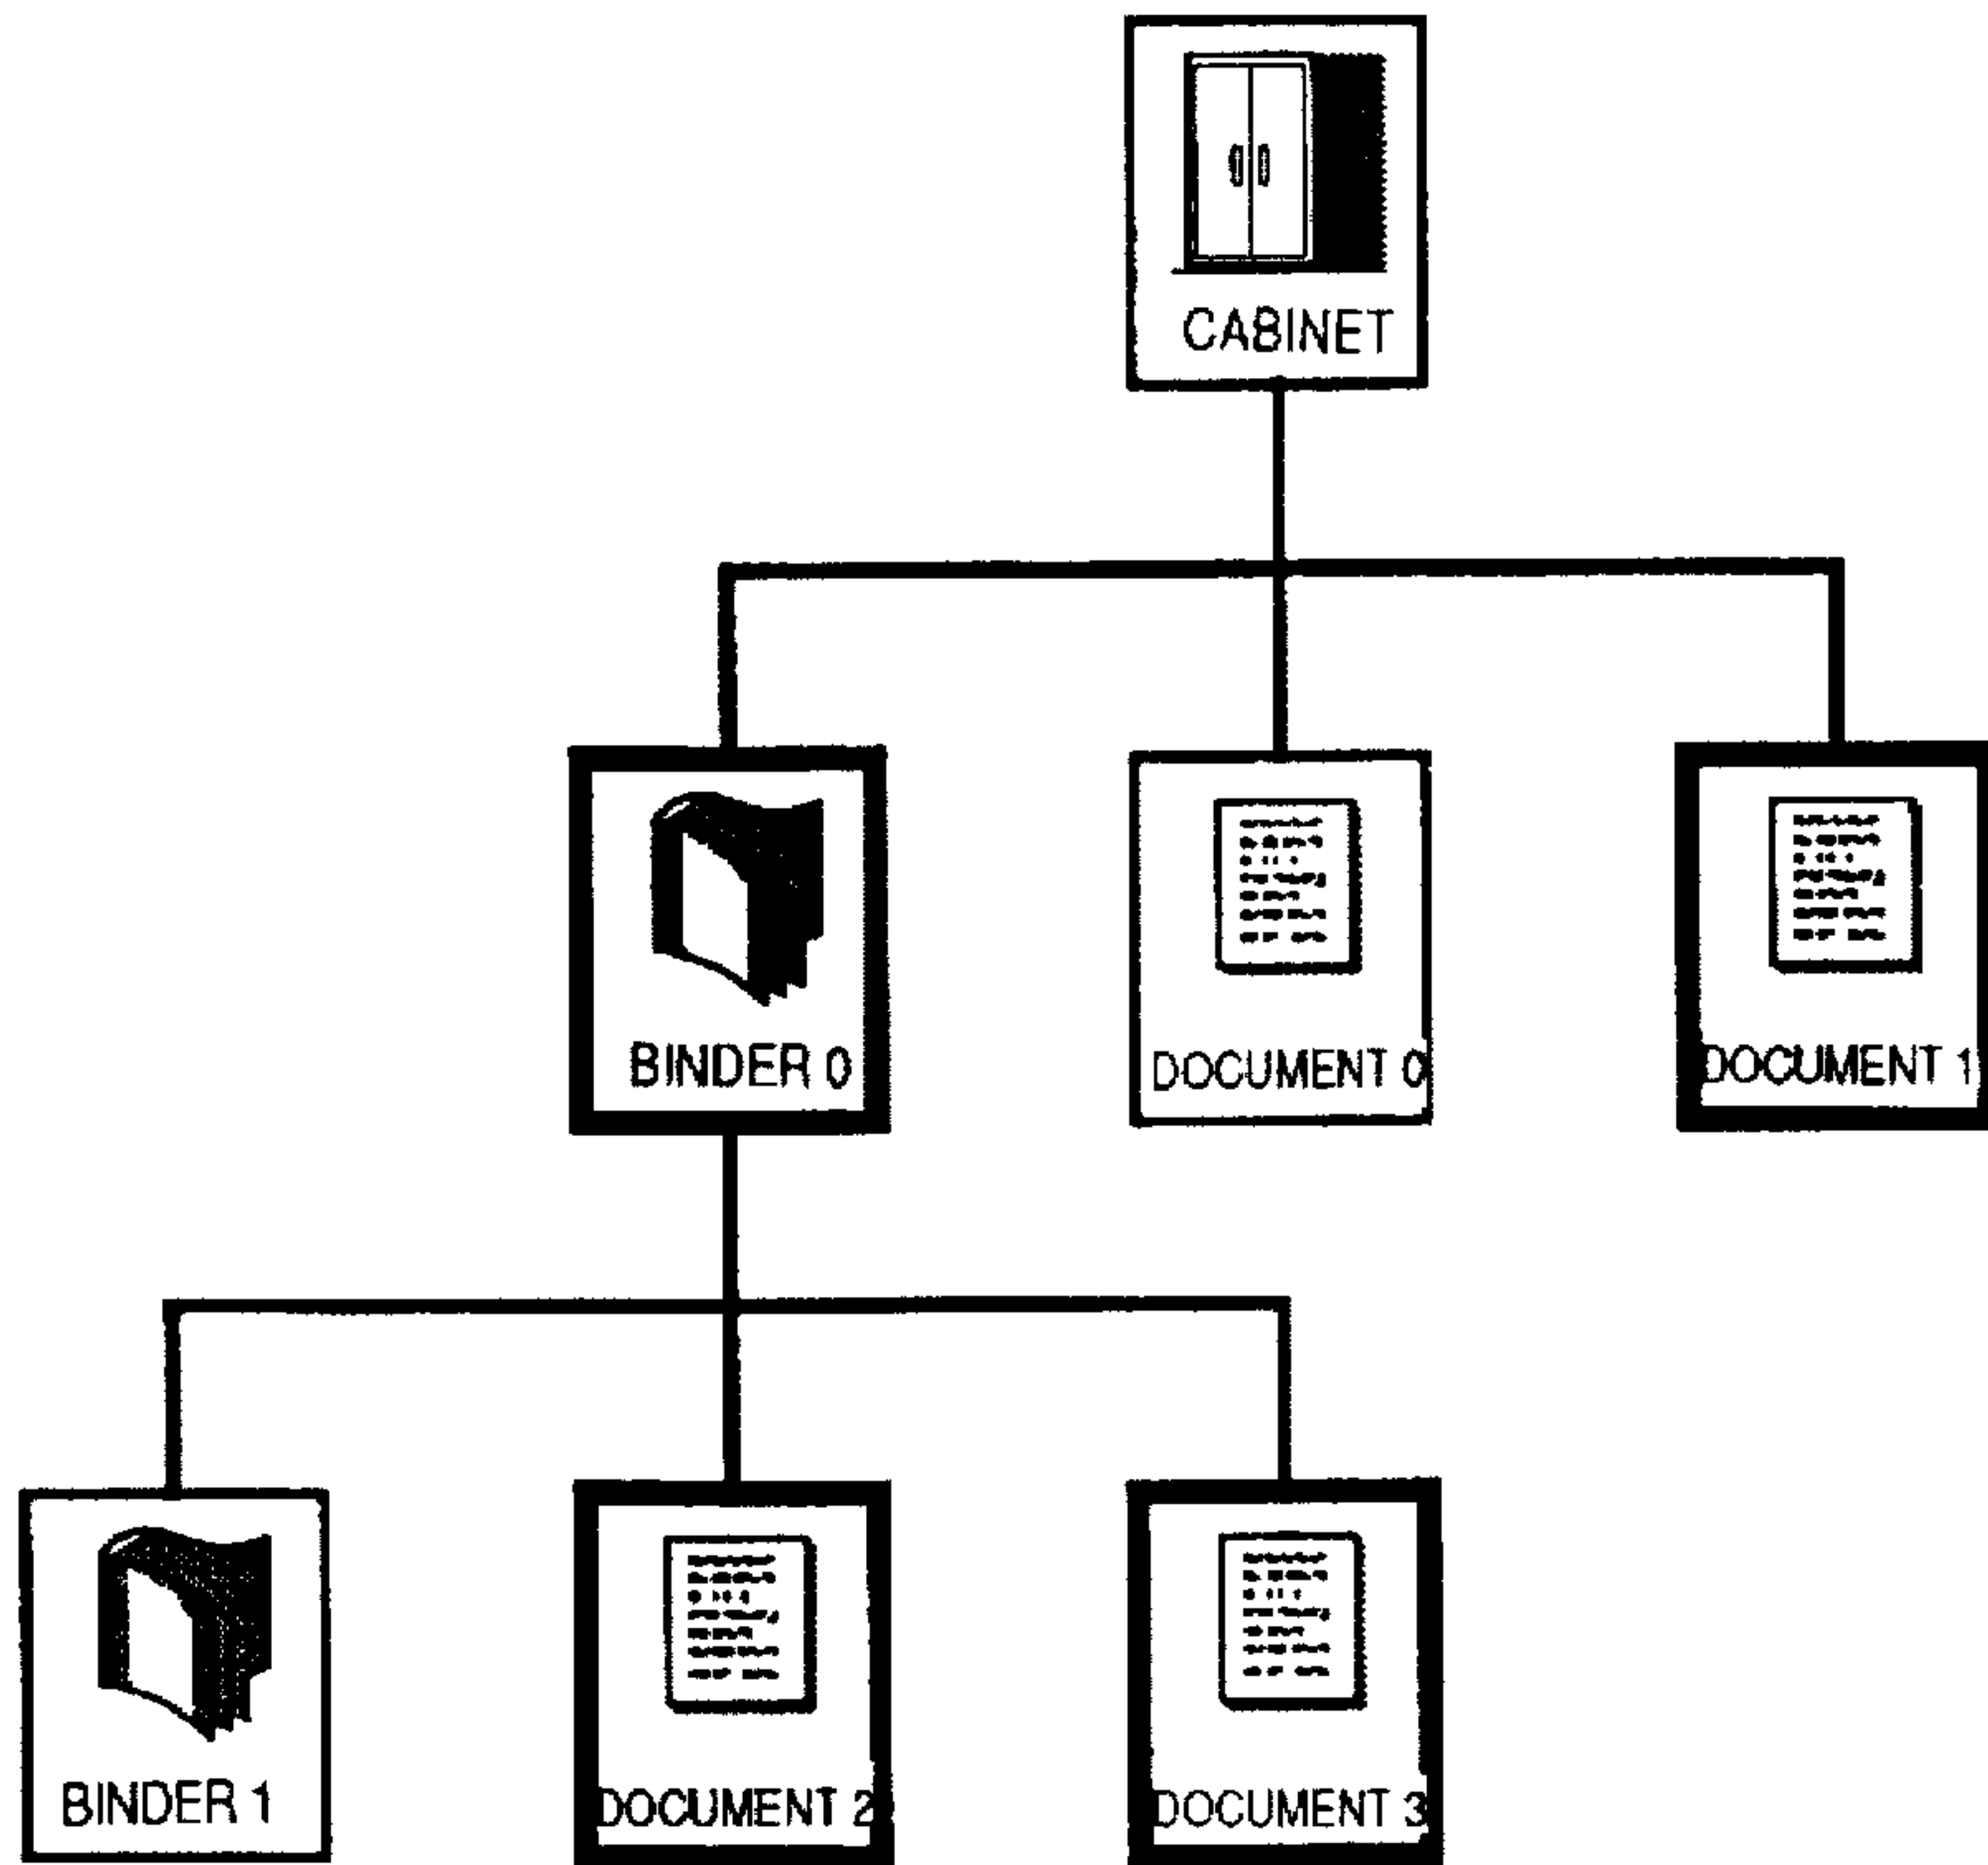 CABINET
BINDER 0
DOCUMENT 0
DOCUMENT 1
BINDER 1
DOCUMENT 2
DOCUMENT 3